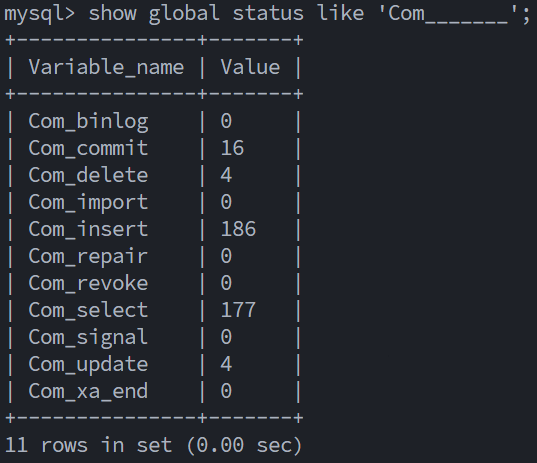 mysql> show global status like 'Com_______';
+---------------+-------+
| Variable_name | Value |
+---------------+-------+
| Com_binlog    | 0     |
| Com_commit    | 16    |
| Com_delete    | 4     |
| Com_import    | 0     |
| Com_insert    | 186   |
| Com_repair    | 0     |
| Com_revoke    | 0     |
| Com_select    | 177   |
| Com_signal    | 0     |
| Com_update    | 4     |
| Com_xa_end    | 0     |
+---------------+-------+
11 rows in set (0.00 sec)